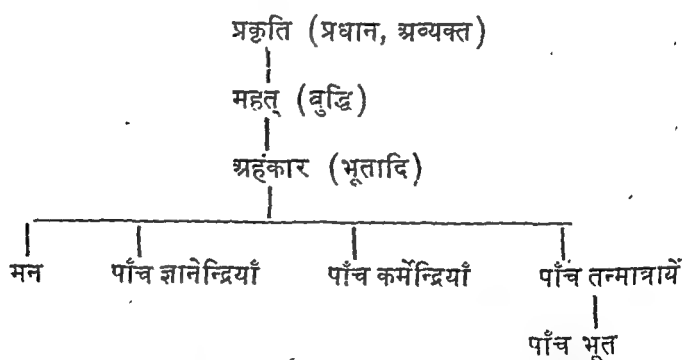 प्रकृति (प्रधान, अव्यक्त)
महत् (बुद्धि)
अहंकार (भूतादि)
मन पाँच ज्ञानेन्द्रियाँ पाँच कर्मेन्द्रियाँ पाँच तन्मात्रायें
पाँच भूत